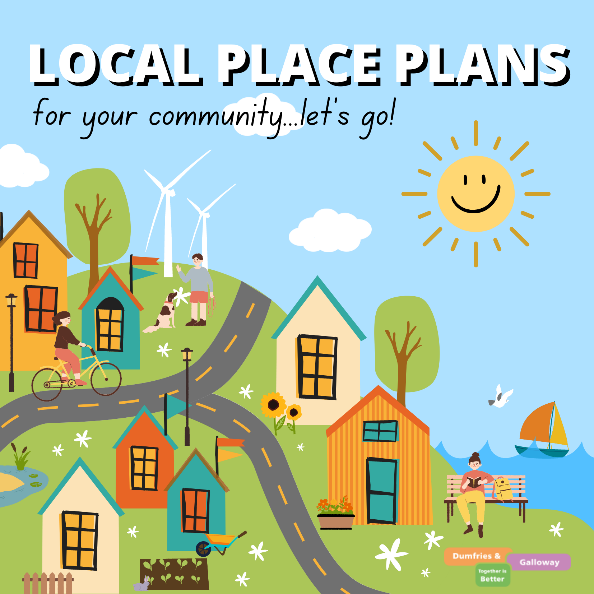 LOCAL PLACE PLANS
for your community...let's go!
Dumfries &
Galloway
Together is
Better